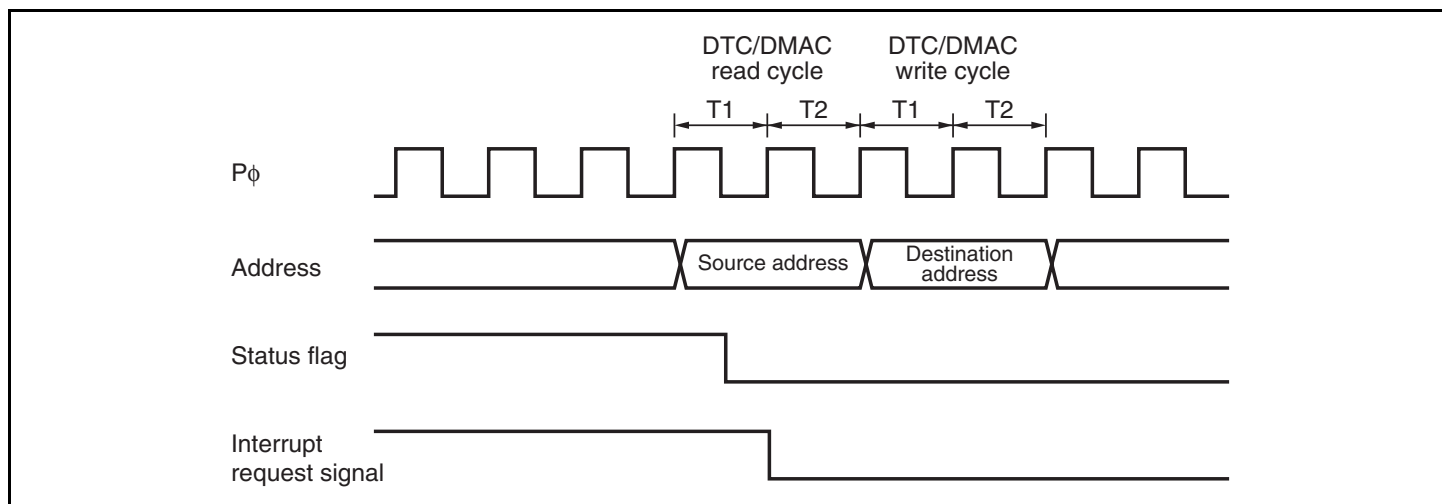 DTC/DMAC
read cycle
DTC/DMAC
write cycle
T1
T2
T1
T2
Pϕ
Address
Source address
Destination
address
Status flag
Interrupt
request signal